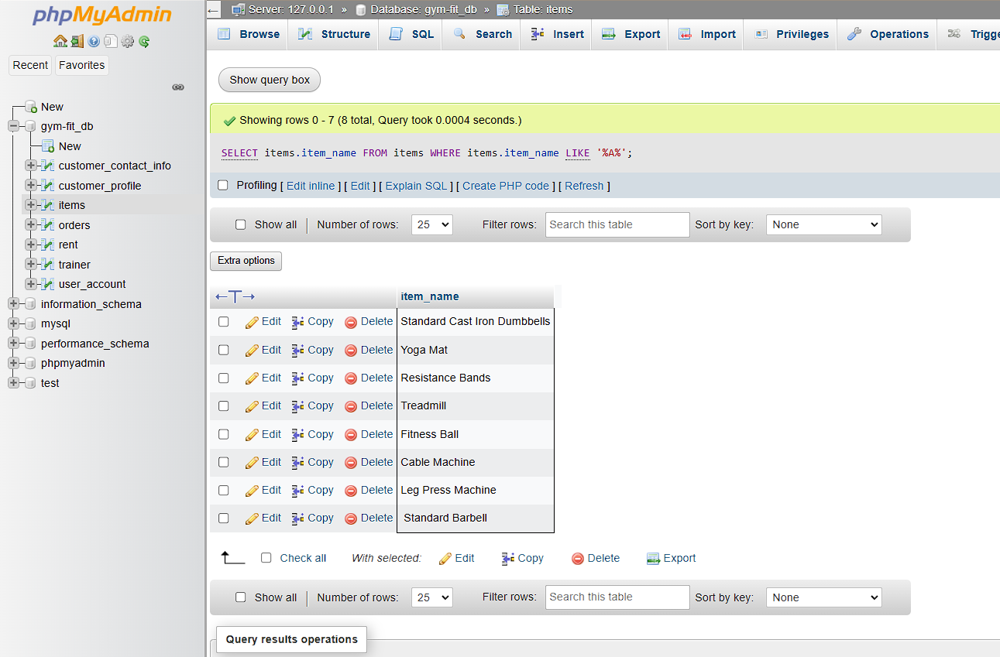 phpMyAdmin
Recent Favorites
New
gym-fit_db
New
customer_contact_info
customer_profile
items
orders
rent
trainer
user_account
information_schema
mysql
performance_schema
phpmyadmin
test
← Server: 127.0.0.1 » Database: gym-fit_db » Table: items
Browse Structure SQL Search Insert Export Import Privileges Operations Trigge
Show query box
Showing rows 0 - 7 (8 total, Query took 0.0004 seconds.)
SELECT items.item_name FROM items WHERE items.item_name LIKE '%A%';
Profiling [ Edit inline ] [ Edit ] [ Explain SQL ] [ Create PHP code ] [ Refresh ]
Show all | Number of rows: 25 Filter rows: Search this table Sort by key: None
Extra options
←T→ item_name
Edit Copy Delete Standard Cast Iron Dumbbells
Edit Copy Delete Yoga Mat
Edit Copy Delete Resistance Bands
Edit Copy Delete Treadmill
Edit Copy Delete Fitness Ball
Edit Copy Delete Cable Machine
Edit Copy Delete Leg Press Machine
Edit Copy Delete Standard Barbell
Check all With selected: Edit Copy Delete Export
Show all | Number of rows: 25 Filter rows: Search this table Sort by key: None
Query results operations